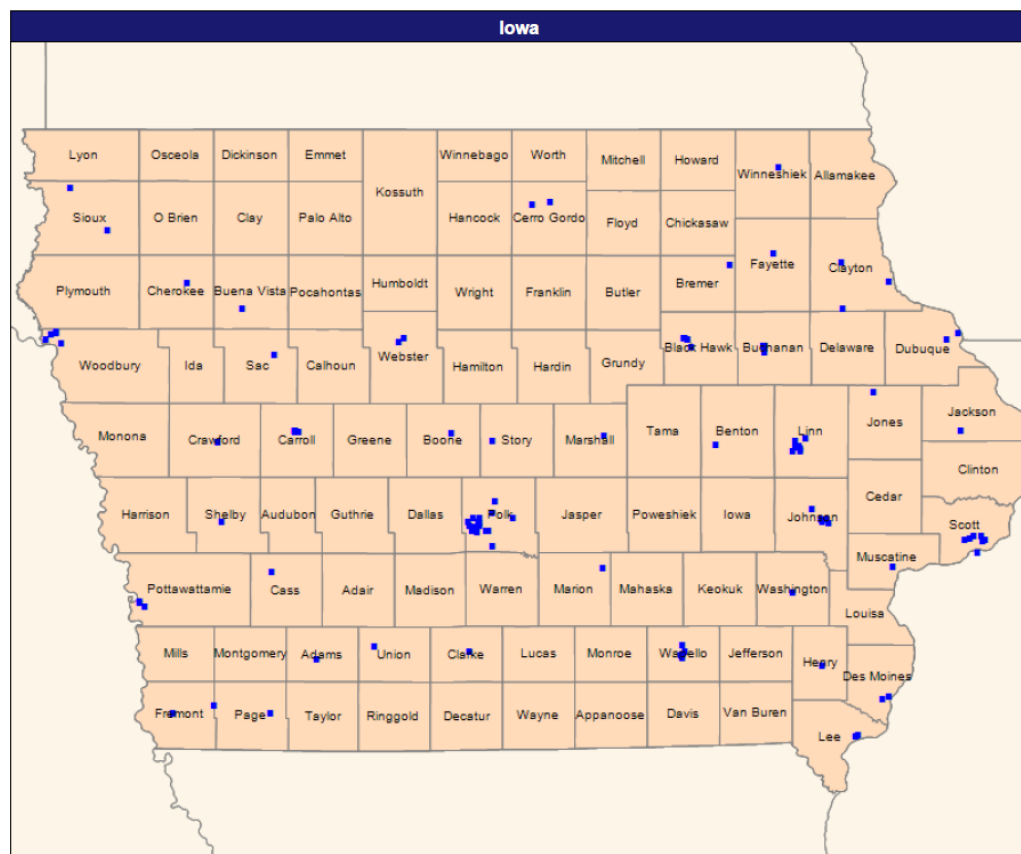 Iowa
Lyon Osceola Dickinson Emmet Winnebago Worth Mitchell Howard Winneshiek Allamakee
Kossuth
Sioux O Brien Clay Palo Alto Hancock Cerro Gordo Floyd Chickasaw
Plymouth Cherokee Buena Vista Pocahontas Humboldt Wright Franklin Butler Bremer Fayette Clayton
Woodbury Ida Sac Calhoun Webster Hamilton Hardin Grundy Black Hawk Buchanan Delaware Dubuque
Monona Crawford Carroll Greene Boone Story Marshall Tama Benton Linn Jones Jackson
Clinton
Harrison Shelby Audubon Guthrie Dallas Polk Jasper Poweshiek Iowa Johnson Cedar Scott
Muscatine
Pottawattamie Cass Adair Madison Warren Marion Mahaska Keokuk Washington
Louisa
Mills Montgomery Adams Union Clarke Lucas Monroe Wapello Jefferson Henry Des Moines
Fremont Page Taylor Ringgold Decatur Wayne Appanoose Davis Van Buren
Lee